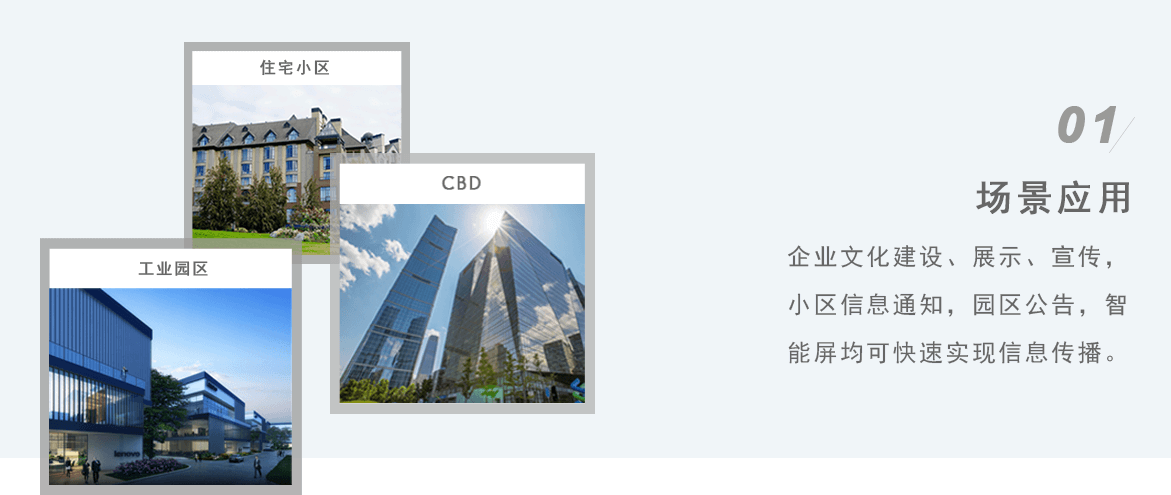 住宅小区
CBD
工业园区
lenovo
01
场景应用
企业文化建设、展示、宣传，
小区信息通知，园区公告，智
能屏均可快速实现信息传播。